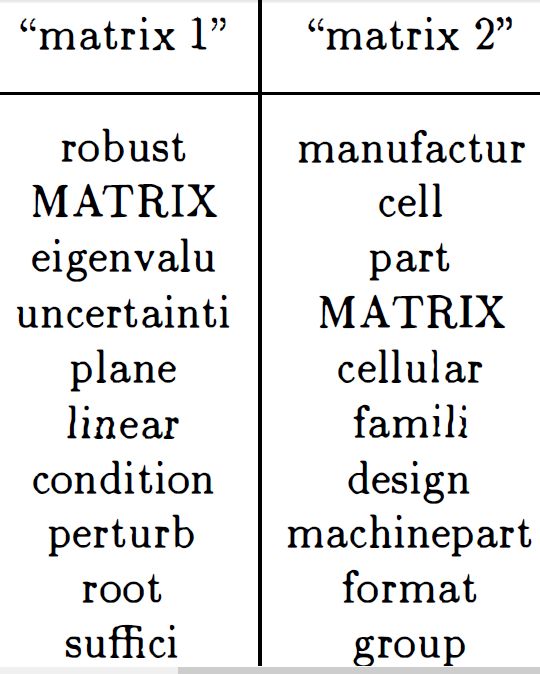 “matrix 1” “matrix 2”
robust manufactur
MATRIX cell
eigenvalu part
uncertainti MATRIX
plane cellular
linear famili
condition design
perturb machinepart
root format
suffici group